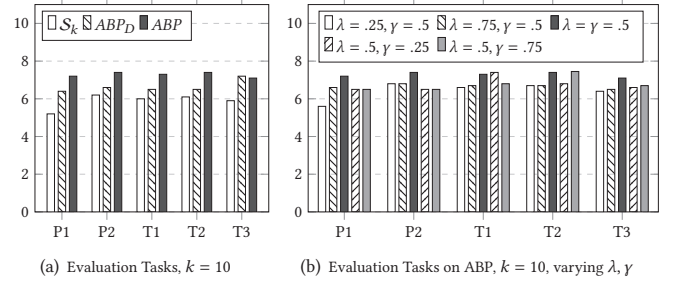 10
8
6
4
2
0
𝒮ₖ ABP_D ABP
P1 P2 T1 T2 T3
(a) Evaluation Tasks, k = 10
10
8
6
4
2
0
λ = .25, γ = .5 λ = .75, γ = .5 λ = γ = .5
λ = .5, γ = .25 λ = .5, γ = .75
P1 P2 T1 T2 T3
(b) Evaluation Tasks on ABP, k = 10, varying λ, γ